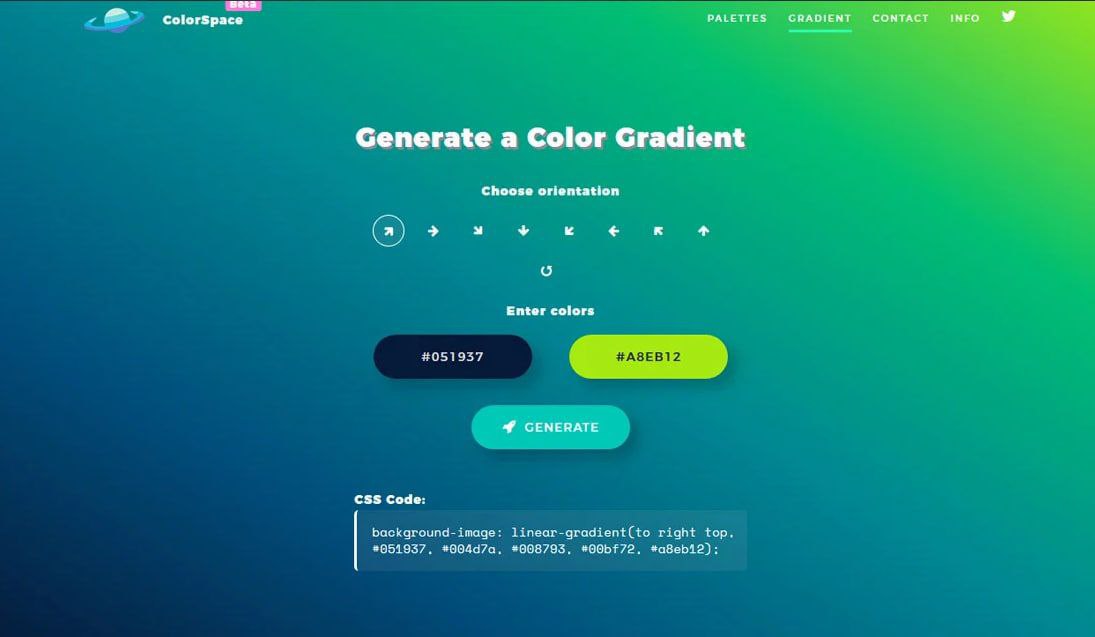 Beta
ColorSpace
PALETTES GRADIENT CONTACT INFO
Generate a Color Gradient
Choose orientation
Enter colors
#051937 #A8EB12
GENERATE
CSS Code:
background-image: linear-gradient(to right top,
#051937, #004d7a, #008793, #00bf72, #a8eb12);